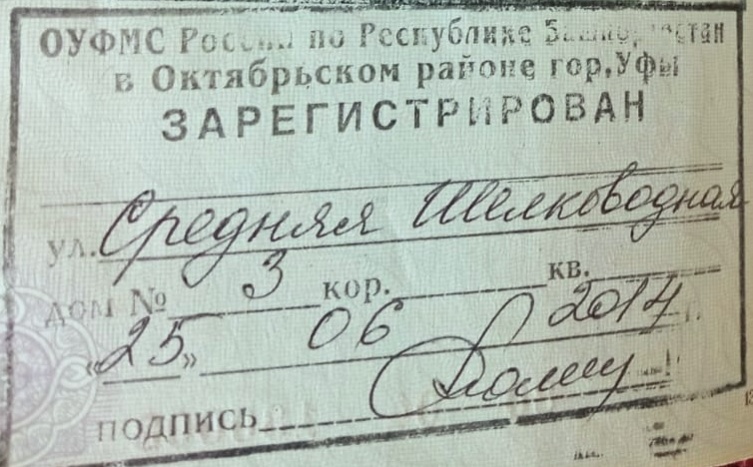 ОУФМС России по Республике Башкортостан
в Октябрьском районе гор.Уфы
ЗАРЕГИСТРИРОВАН
ул. Средняя Шелководная
дом № 3 кор. кв.
«25» 06 2014 г.
подпись